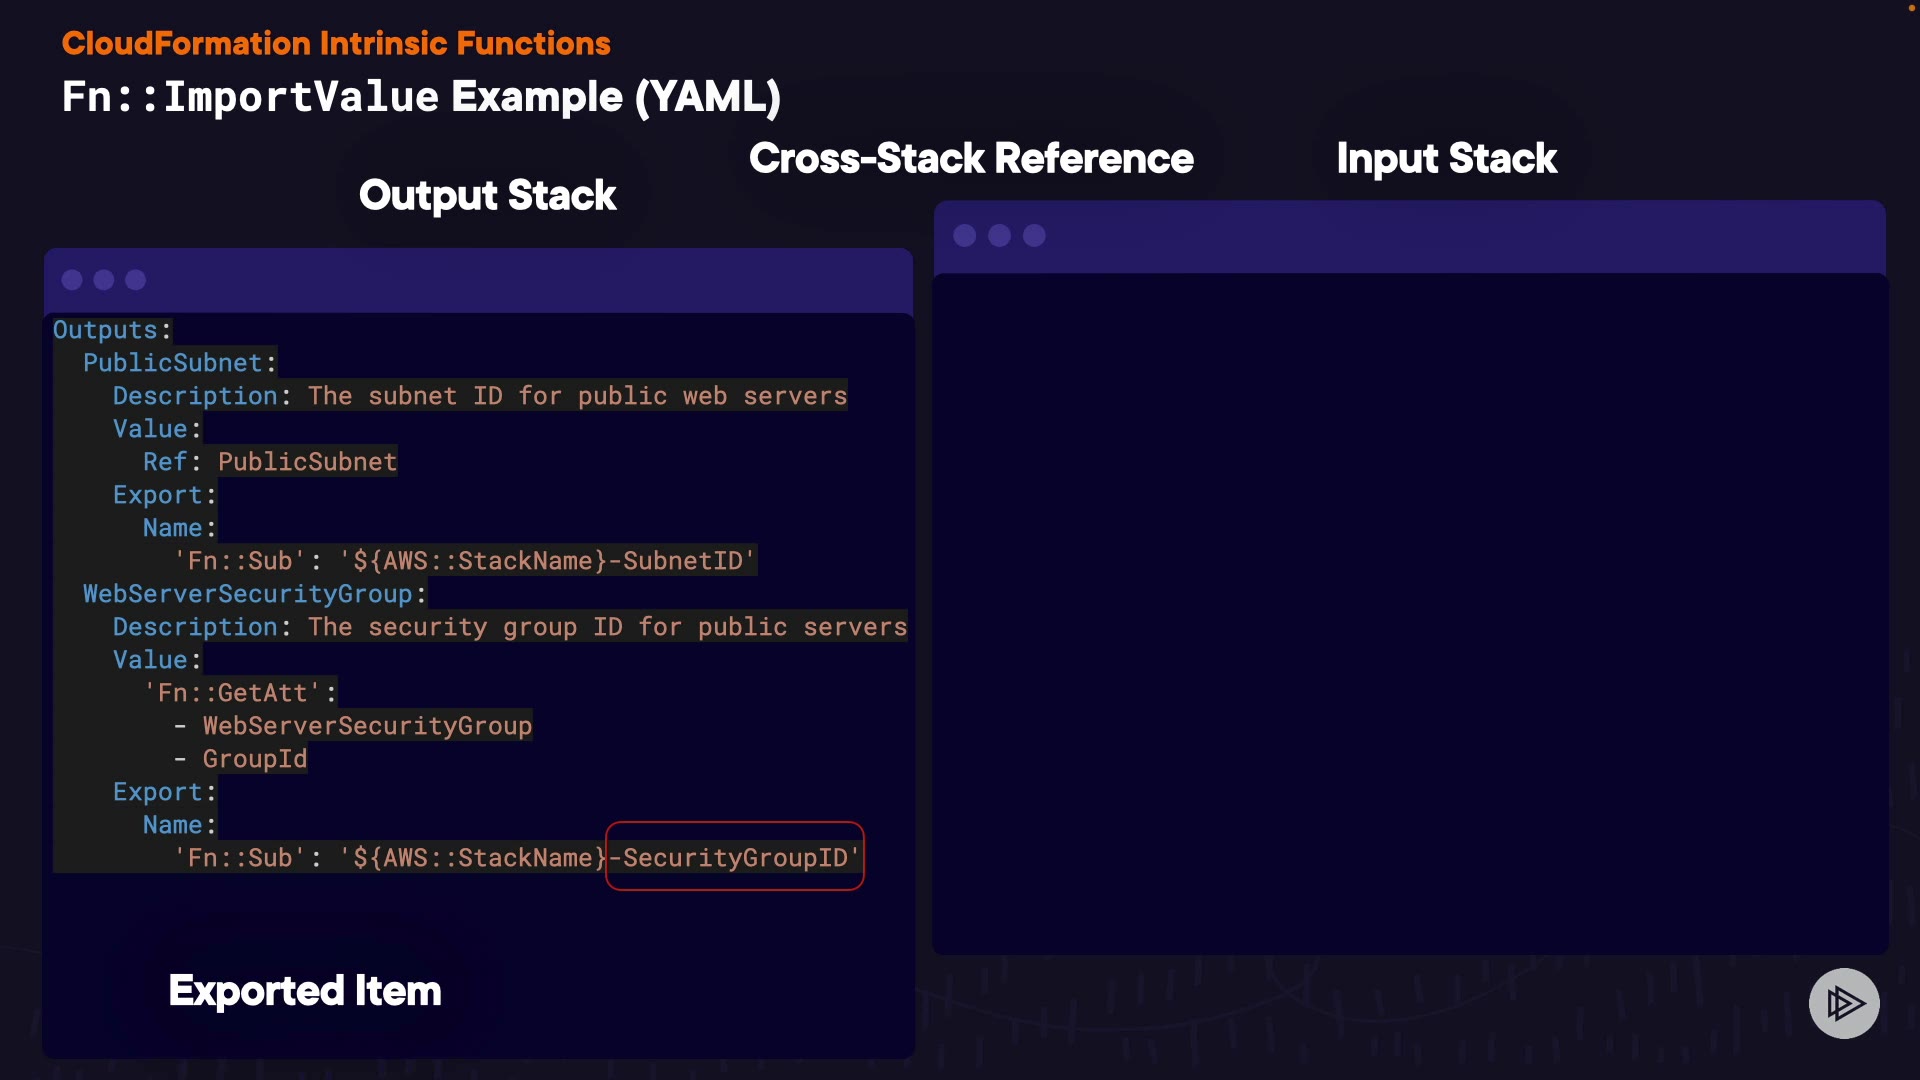 CloudFormation Intrinsic Functions
Fn::ImportValue Example (YAML)
Cross-Stack Reference
Input Stack
Output Stack
Outputs:
  PublicSubnet:
    Description: The subnet ID for public web servers
    Value:
      Ref: PublicSubnet
    Export:
      Name:
        'Fn::Sub': '${AWS::StackName}-SubnetID'
  WebServerSecurityGroup:
    Description: The security group ID for public servers
    Value:
      'Fn::GetAtt':
        - WebServerSecurityGroup
        - GroupId
    Export:
      Name:
        'Fn::Sub': '${AWS::StackName}-SecurityGroupID'
Exported Item